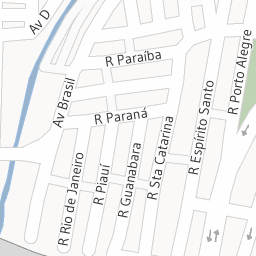 Av D
R Paraíba
R Porto Alegre
Av Brasil
R Espírito Santo
R Paraná
R Sta Catarina
R Guanabara
R Piauí
R Rio de Janeiro